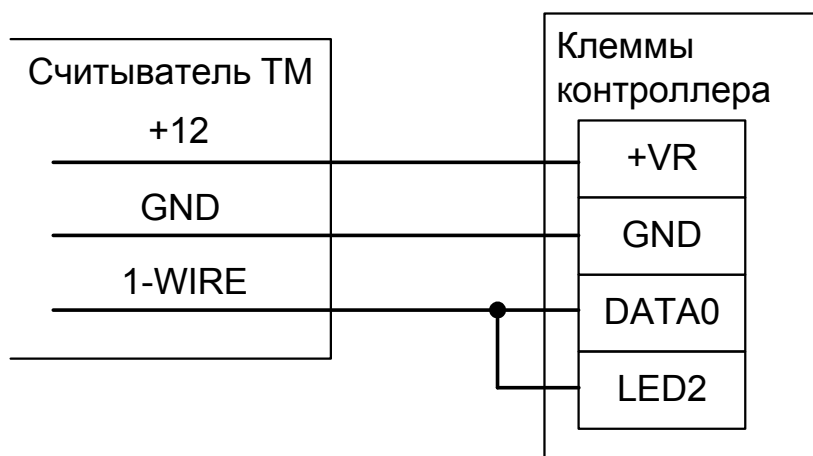 Считыватель ТМ
+12
GND
1-WIRE
Клеммы
контроллера
+VR
GND
DATA0
LED2